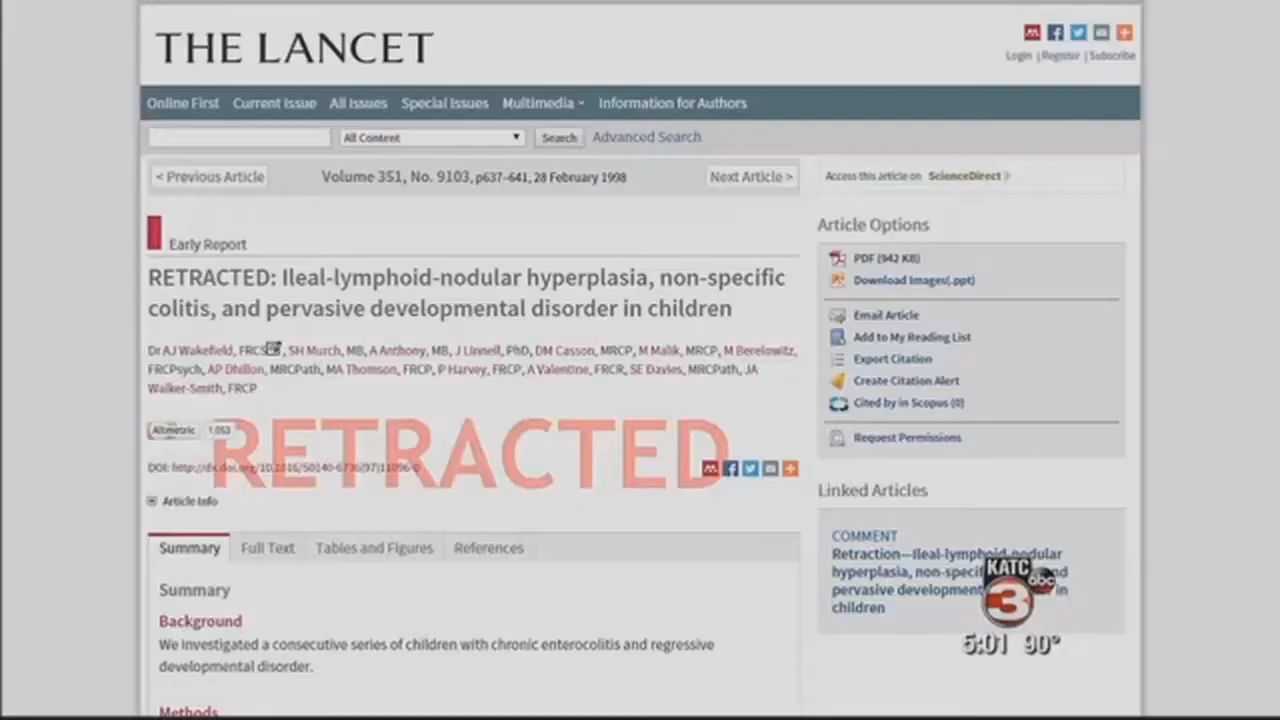 THE LANCET
Login | Register | Subscribe
Online First Current Issue All Issues Special Issues Multimedia Information for Authors
All Content Search Advanced Search
< Previous Article Volume 351, No. 9103, p637–641, 28 February 1998 Next Article >
Access this article on ScienceDirect
Early Report
RETRACTED: Ileal-lymphoid-nodular hyperplasia, non-specific
colitis, and pervasive developmental disorder in children
Dr AJ Wakefield, FRCS, SH Murch, MB, A Anthony, MB, J Linnell, PhD, DM Casson, MRCP, M Malik, MRCP, M Berelowitz,
FRCPsych, AP Dhillon, MRCPath, MA Thomson, FRCP, P Harvey, FRCP, A Valentine, FRCR, SE Davies, MRCPath, JA
Walker-Smith, FRCP
Altmetric
RETRACTED
Article Info
Summary Full Text Tables and Figures References
Summary
Background
We investigated a consecutive series of children with chronic enterocolitis and regressive
developmental disorder.
Methods
Article Options
PDF (942 KB)
Download Images(.ppt)
Email Article
Add to My Reading List
Export Citation
Create Citation Alert
Cited by in Scopus (0)
Request Permissions
Linked Articles
COMMENT
Retraction—Ileal-lymphoid-nodular
hyperplasia, non-specif nd
pervasive development in
children
KATC
abc
3
5:01 90°